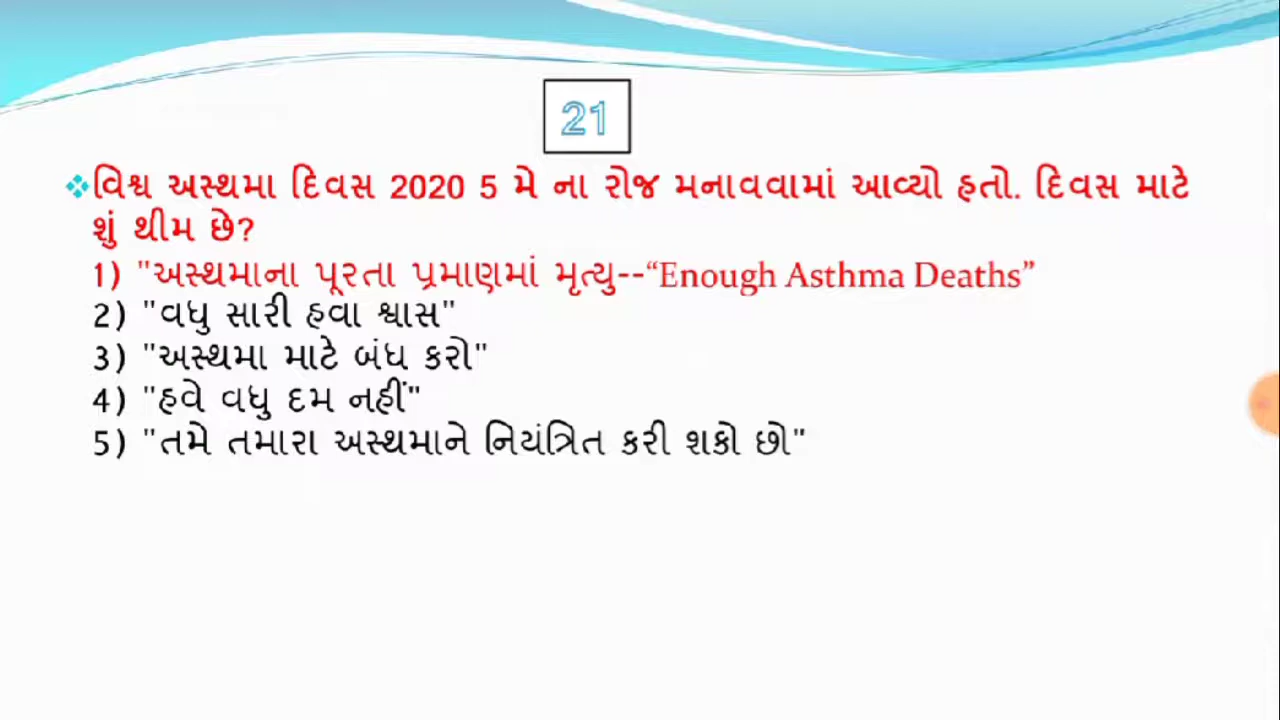 21
❖વિશ્વ અસ્થમા દિવસ 2020 5 મે ના રોજ મનાવવામાં આવ્યો હતો. દિવસ માટે
શું થીમ છે?
1) "અસ્થમાના પૂરતા પ્રમાણમાં મૃત્યુ--“Enough Asthma Deaths”
2) "વધુ સારી હવા શ્વાસ"
3) "અસ્થમા માટે બંધ કરો"
4) "હવે વધુ દમ નહીં"
5) "તમે તમારા અસ્થમાને નિયંત્રિત કરી શકો છો"